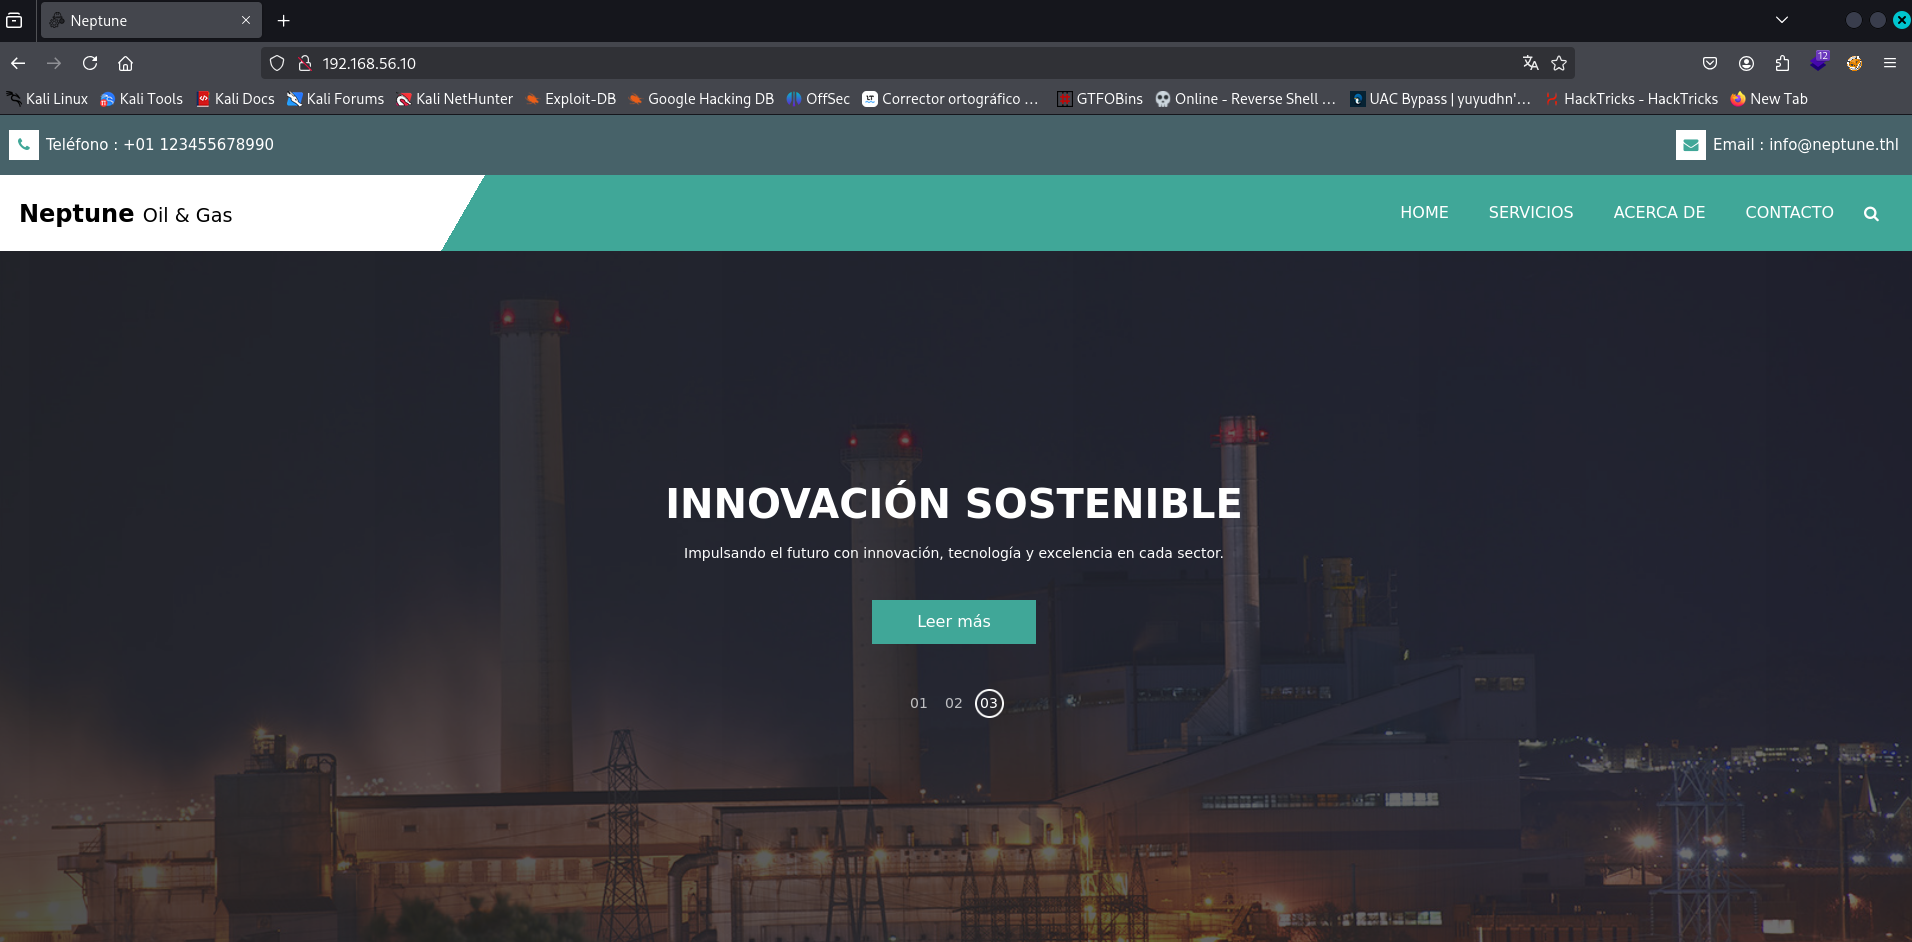 Neptune
192.168.56.10
12
Kali Linux Kali Tools Kali Docs Kali Forums Kali NetHunter Exploit-DB Google Hacking DB OffSec LT Corrector ortográfico … GTFOBins Online - Reverse Shell … UAC Bypass | yuyudhn'… HackTricks - HackTricks New Tab
Teléfono : +01 123455678990 Email : info@neptune.thl
Neptune Oil & Gas HOME SERVICIOS ACERCA DE CONTACTO
INNOVACIÓN SOSTENIBLE
Impulsando el futuro con innovación, tecnología y excelencia en cada sector.
Leer más
01 02 03